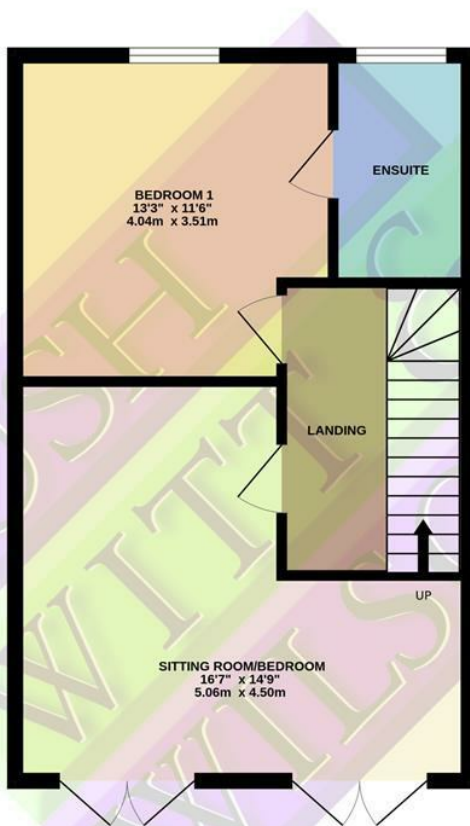 BEDROOM 1
13'3" x 11'6"
4.04m x 3.51m
ENSUITE
LANDING
UP
SITTING ROOM/BEDROOM
16'7" x 14'9"
5.06m x 4.50m